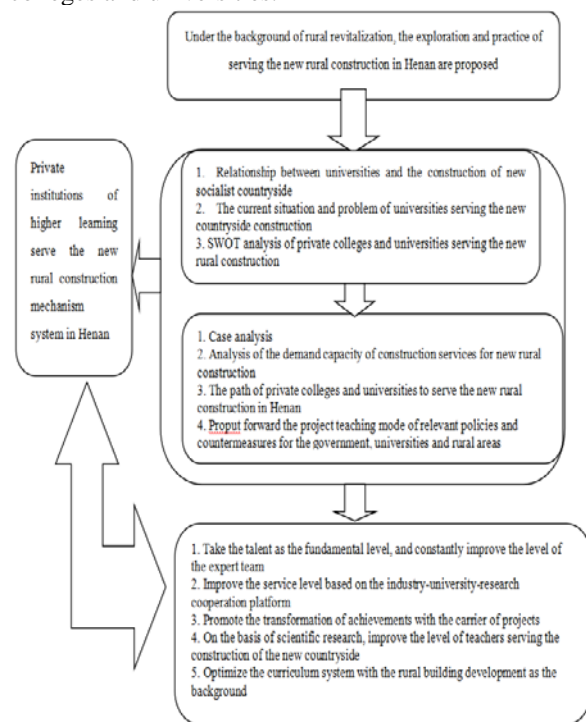 Under the background of rural revitalization, the exploration and practice of
serving the new rural construction in Henan are proposed
Private
institutions of
higher learning
serve the new
rural construction
mechanism
system in Henan
1. Relationship between universities and the construction of new
socialist countryside
2. The current situation and problem of universities serving the new
countryside construction
3. SWOT analysis of private colleges and universities serving the new
rural construction
1. Case analysis
2. Analysis of the demand capacity of construction services for new rural
construction
3. The path of private colleges and universities to serve the new rural
construction in Henan
4. Proput forward the project teaching mode of relevant policies and
countermeasures for the government, universities and rural areas
1. Take the talent as the fundamental level, and constantly improve the level of
the expert team
2. Improve the service level based on the industry-university-research
cooperation platform
3. Promote the transformation of achievements with the carrier of projects
4. On the basis of scientific research, improve the level of teachers serving the
construction of the new countryside
5. Optimize the curriculum system with the rural building development as the
background